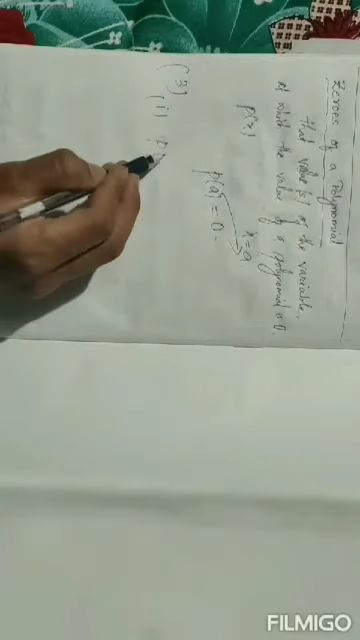 Zeroes of a Polynomial
that value(s) of the variable
at which the value of a polynomial is 0.
p(x)
x=a
p(a) = 0.
(3)
(i) p
FILMIGO